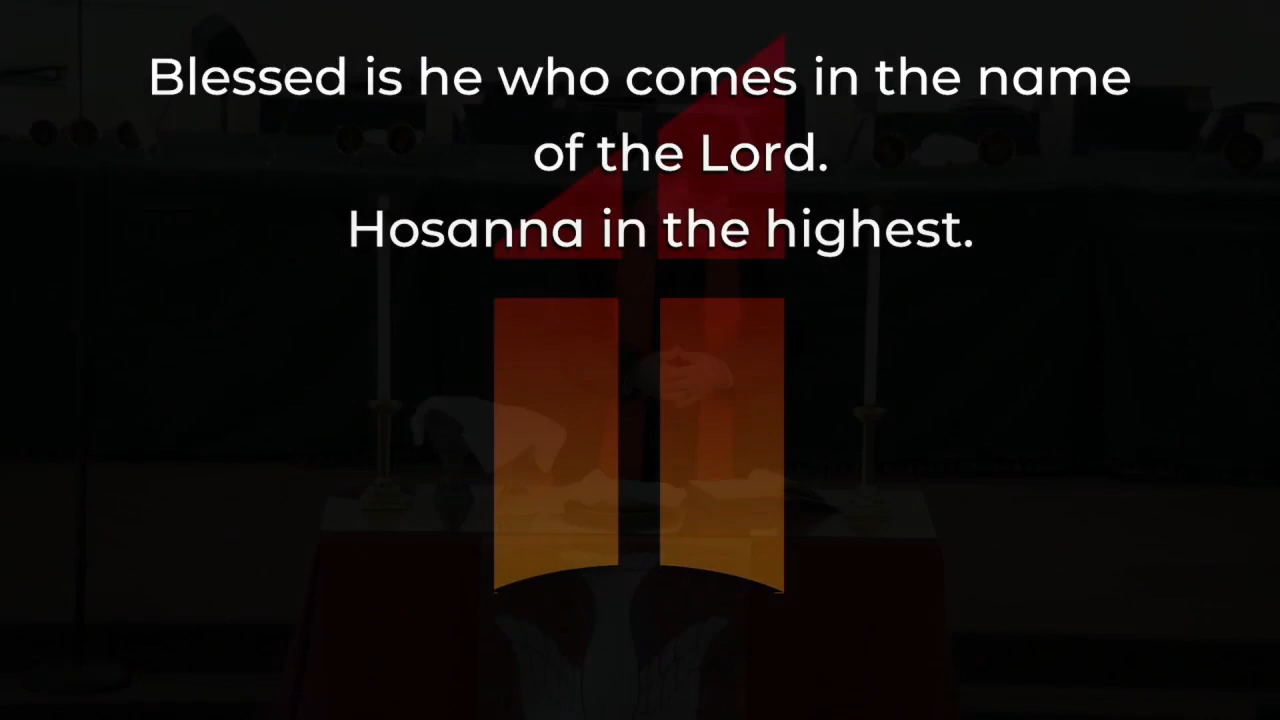 Blessed is he who comes in the name
of the Lord.
Hosanna in the highest.